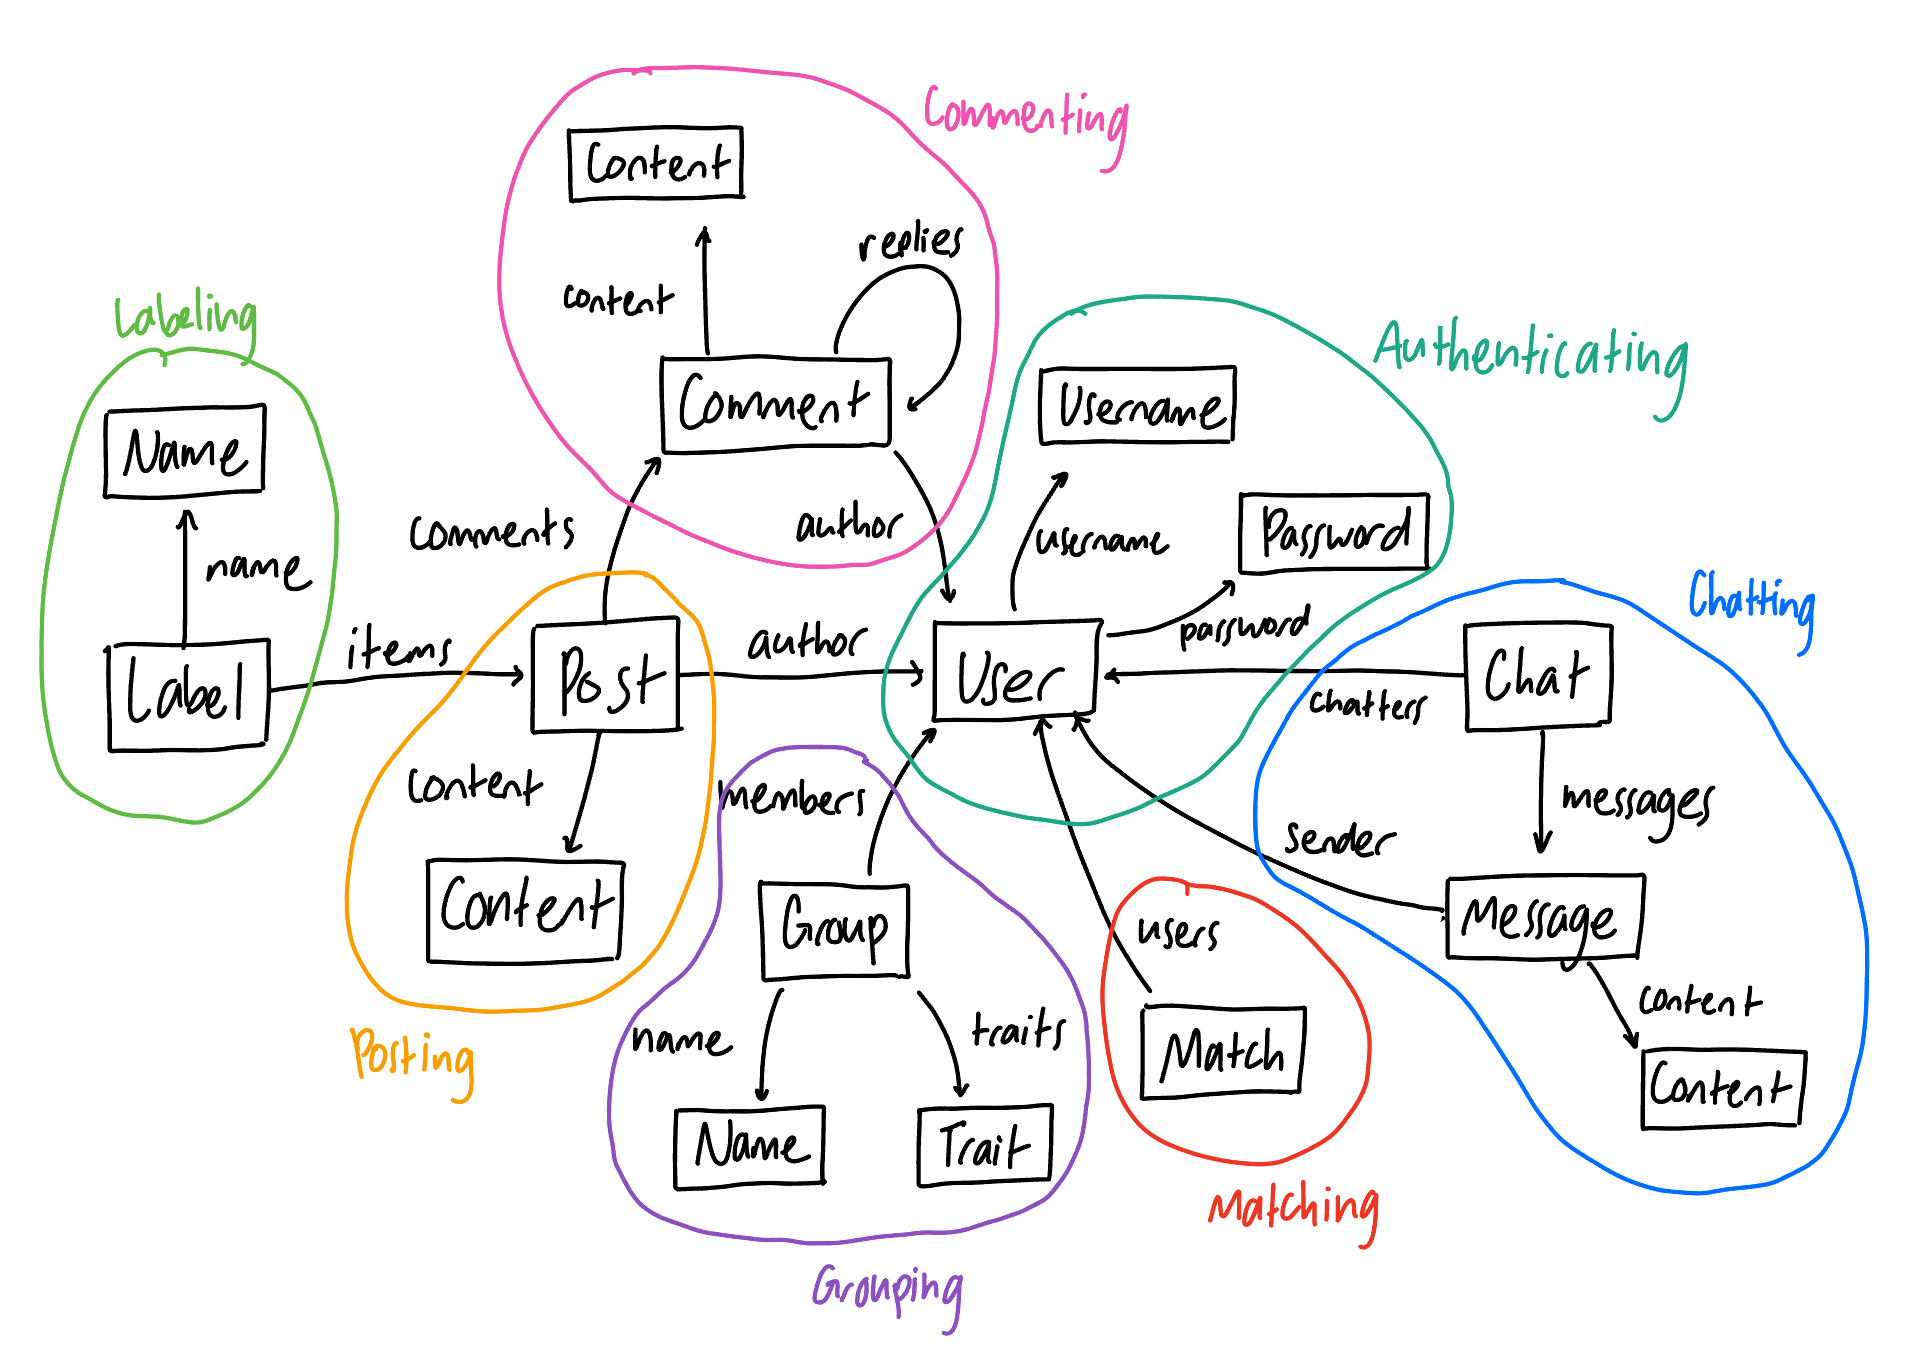 Commenting
Content
replies
content
Comment
author
comments
Labeling
Name
name
Label
items
Authenticating
Username
username
Password
password
User
Post
author
content
Content
Posting
Chatting
Chat
chatters
messages
sender
Message
content
Content
members
Group
name
traits
Name
Trait
Grouping
users
Match
Matching